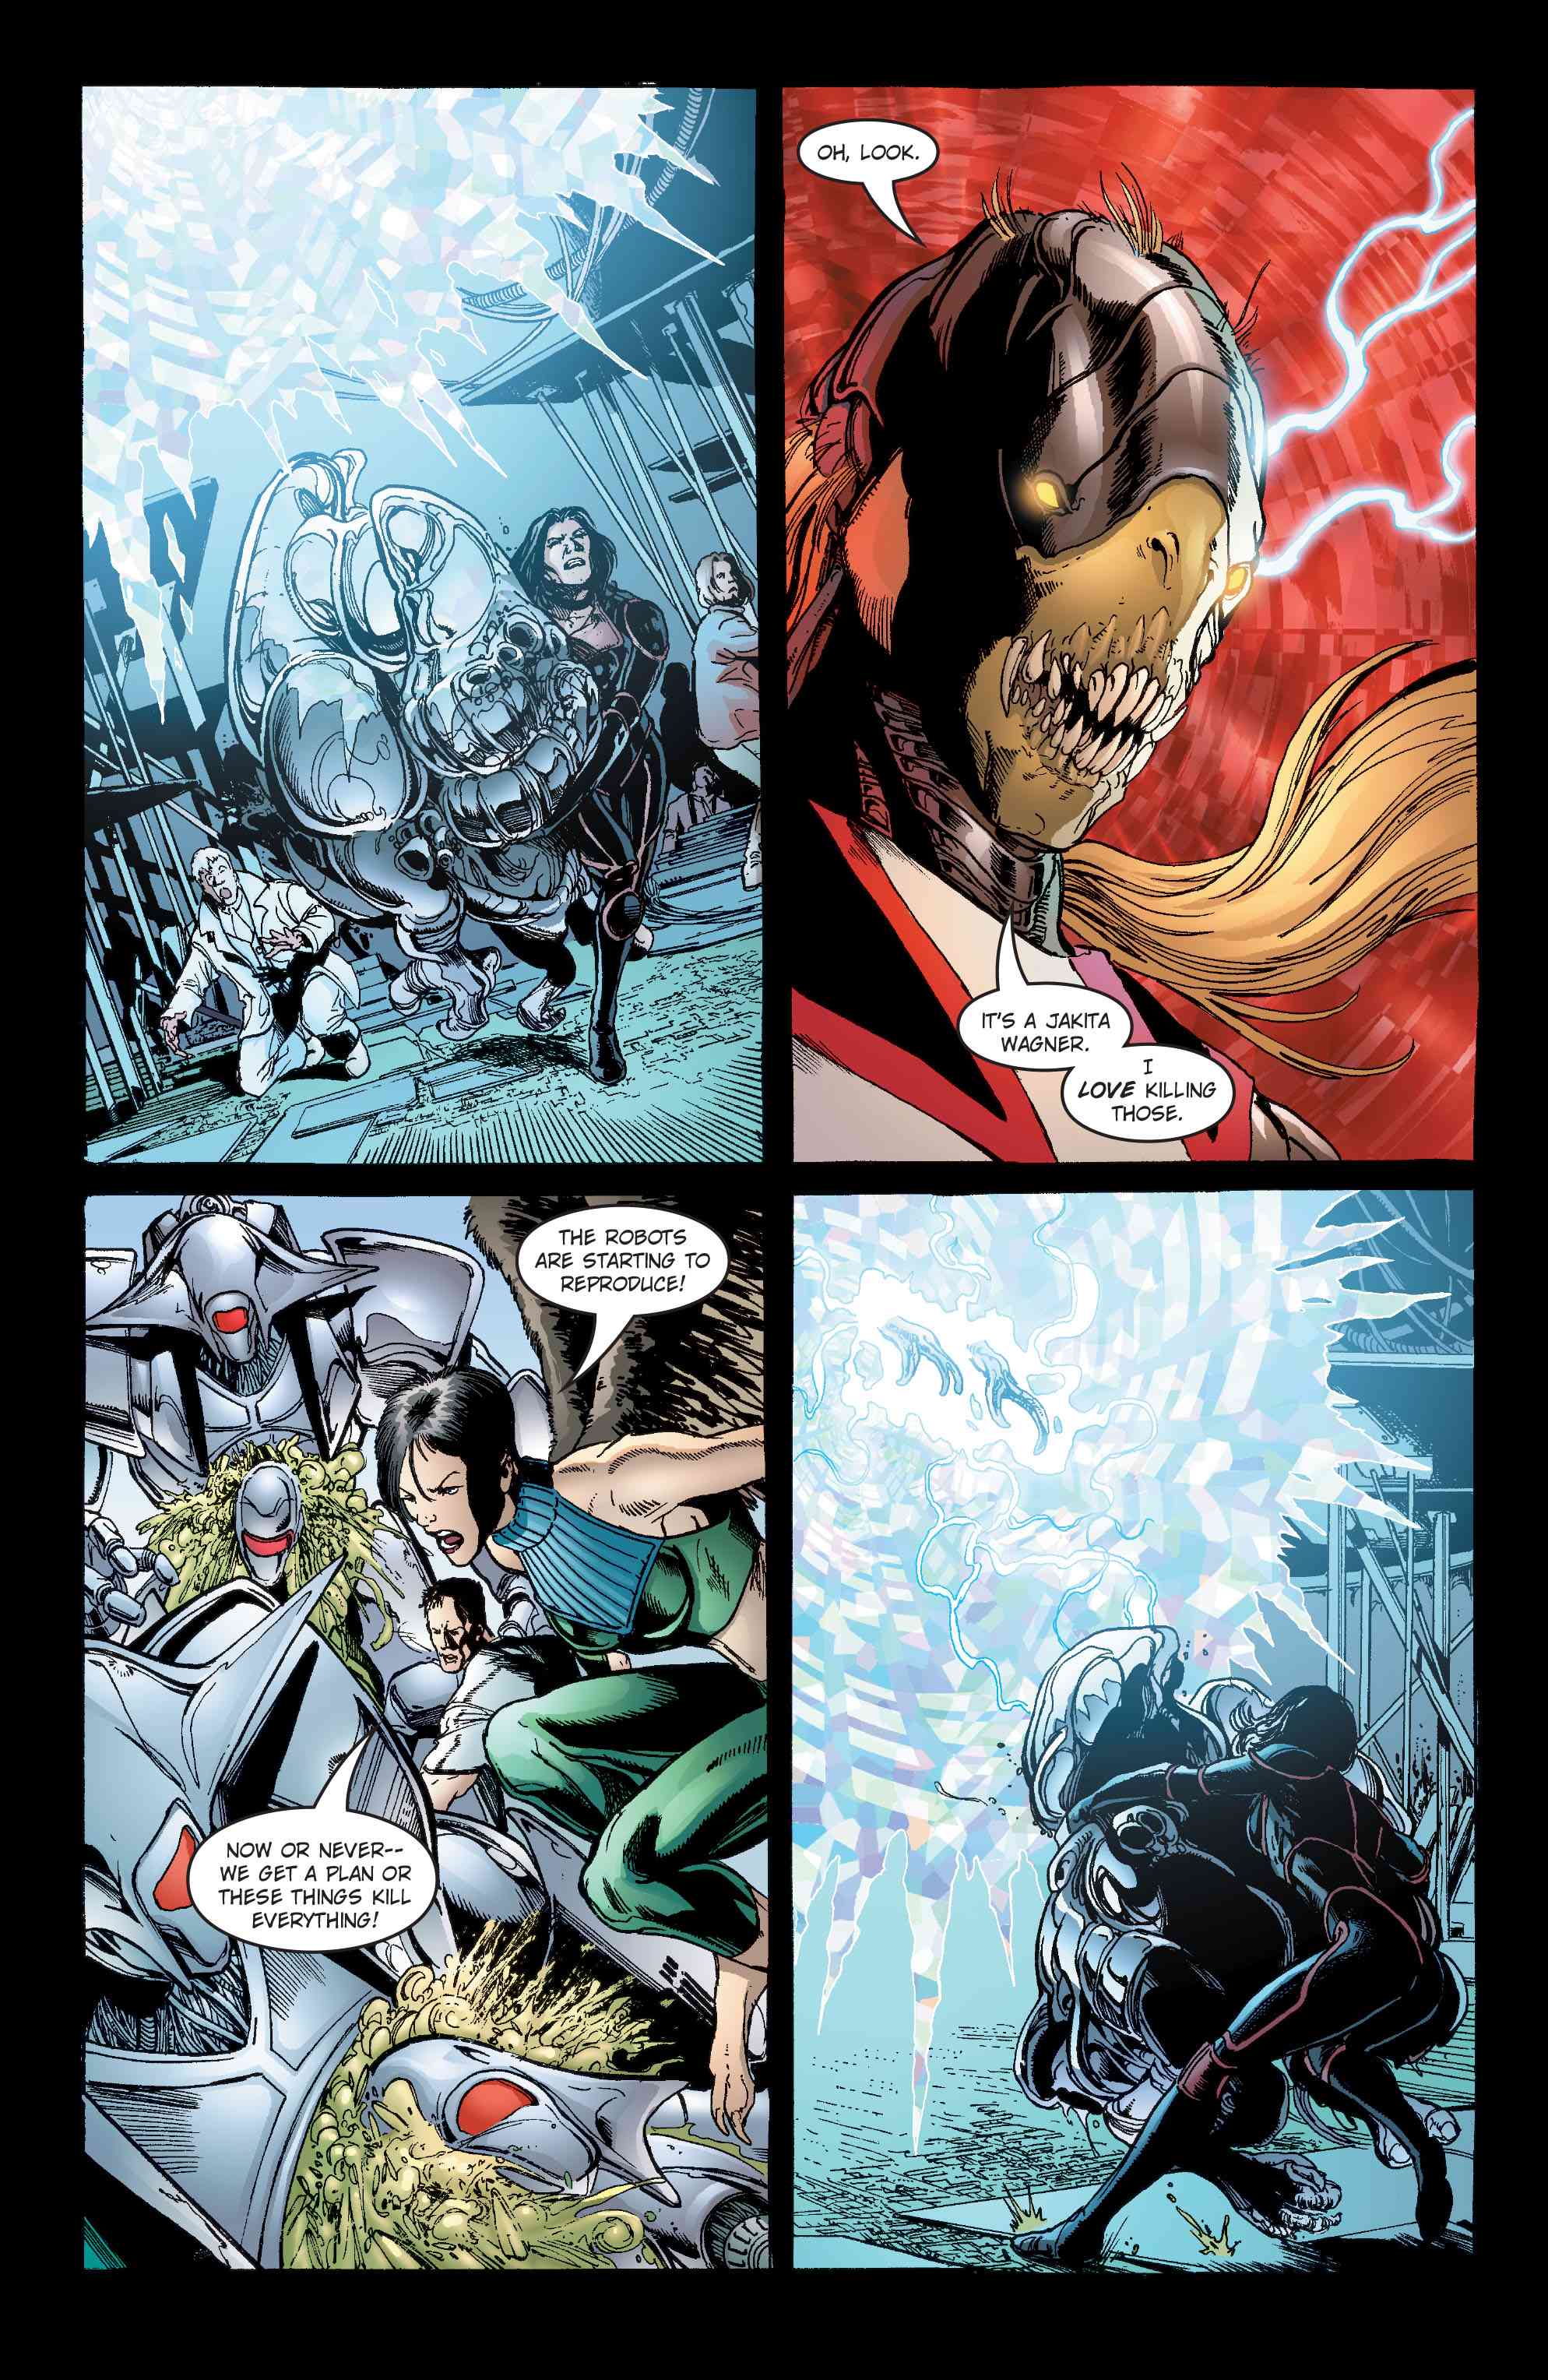 OH, LOOK.
IT'S A JAKITA
WAGNER.
I
LOVE KILLING
THOSE.
THE ROBOTS
ARE STARTING TO
REPRODUCE!
NOW OR NEVER--
WE GET A PLAN OR
THESE THINGS KILL
EVERYTHING!